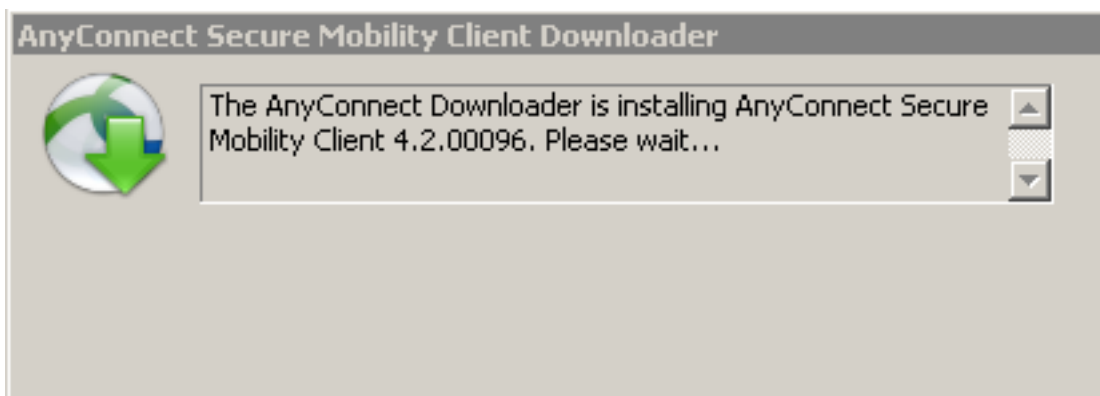 AnyConnect Secure Mobility Client Downloader
The AnyConnect Downloader is installing AnyConnect Secure
Mobility Client 4.2.00096. Please wait...